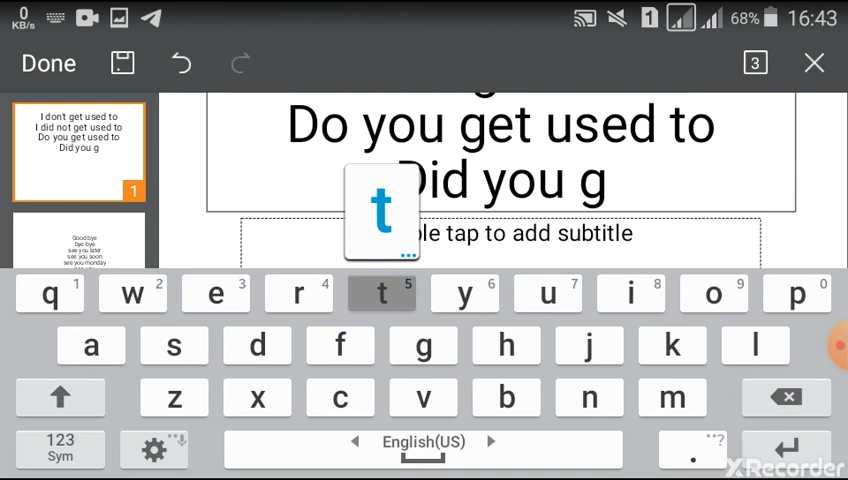 0 KB/s 1 68% 16:43
Done 3
I don't get used to
I did not get used to
Do you get used to
Did you g
1
Good bye
bye-bye
see you later
see you soon
see you monday
Do you get used to
Did you g
t
ble tap to add subtitle
q 1 w 2 e 3 r 4 t 5 y 6 u 7 i 8 o 9 p 0
a s d f g h j k l
z x c v b n m
123 Sym English(US) . ..?
XRecorder